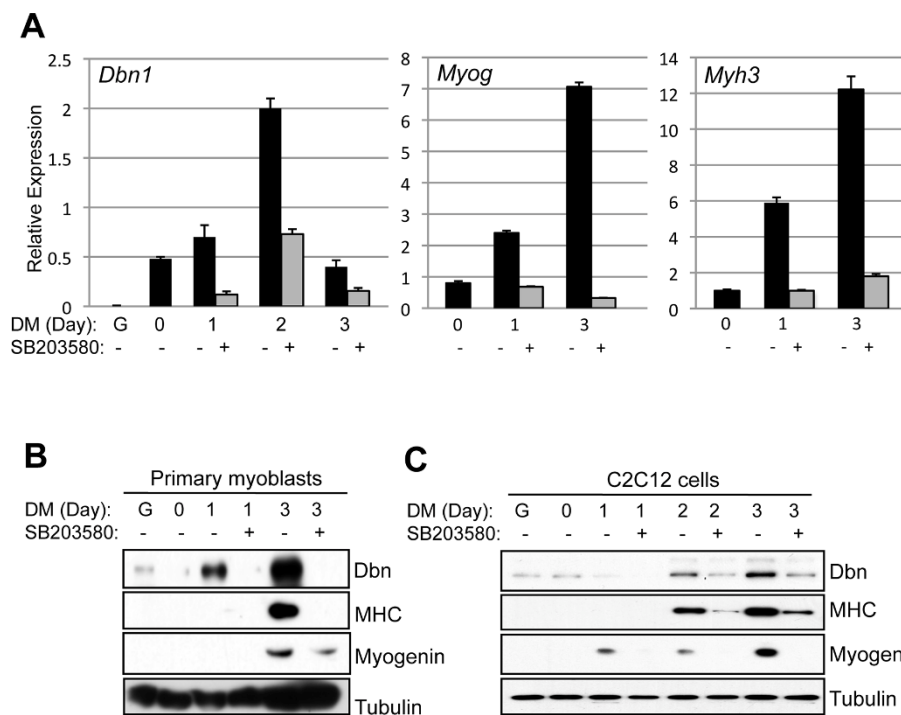 A
Dbn1 Myog Myh3
Relative Expression
2.5
2
1.5
1
0.5
0
8
7
6
5
4
3
2
1
0
14
12
10
8
6
4
2
0
DM (Day): G 0 1 2 3 0 1 3 0 1 3
SB203580: - - - + - + - + - - + - + - - + - +
B
Primary myoblasts
DM (Day): G 0 1 1 3 3
SB203580: - - - + - +
Dbn
MHC
Myogenin
Tubulin
C
C2C12 cells
DM (Day): G 0 1 1 2 2 3 3
SB203580: - - - + - + - +
Dbn
MHC
Myogen
Tubulin